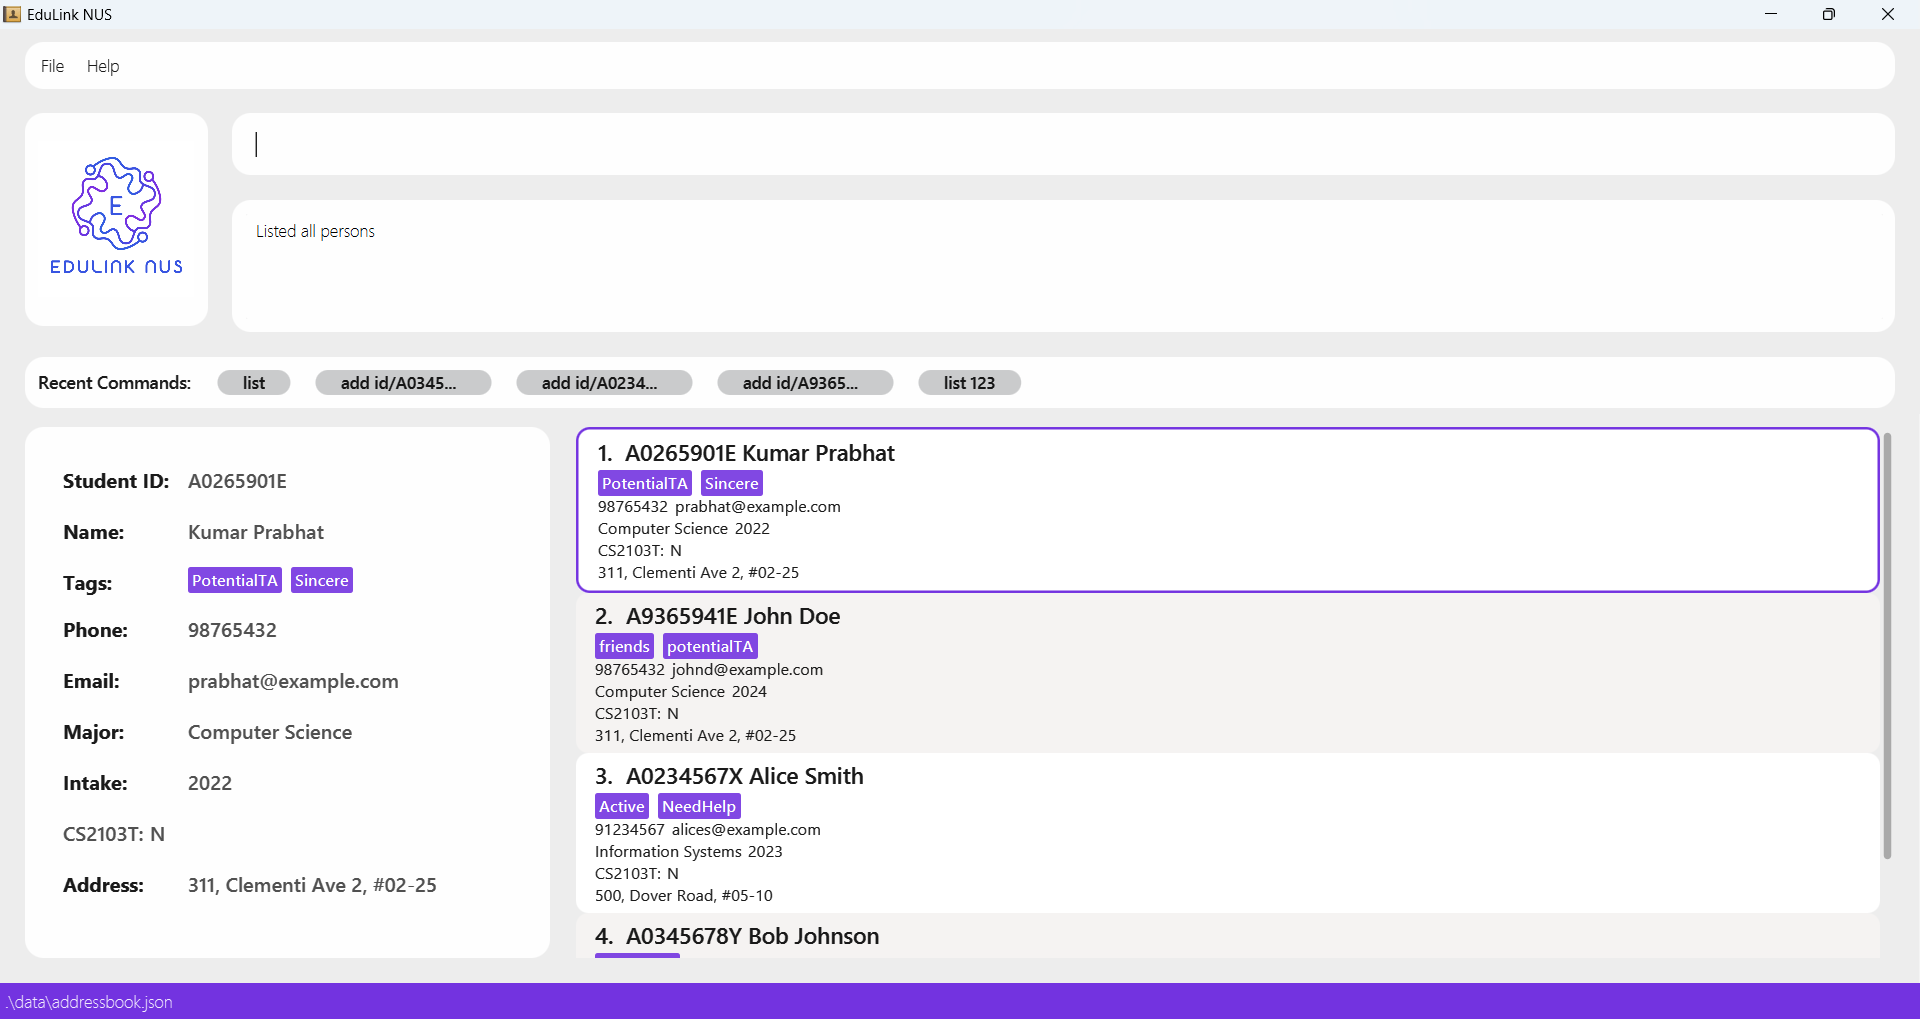 EduLink NUS
File Help
E
EDULINK NUS
Listed all persons
Recent Commands: list add id/A0345... add id/A0234... add id/A9365... list 123
Student ID: A0265901E
Name: Kumar Prabhat
Tags: PotentialTA Sincere
Phone: 98765432
Email: prabhat@example.com
Major: Computer Science
Intake: 2022
CS2103T: N
Address: 311, Clementi Ave 2, #02-25
1. A0265901E Kumar Prabhat
PotentialTA Sincere
98765432 prabhat@example.com
Computer Science 2022
CS2103T: N
311, Clementi Ave 2, #02-25
2. A9365941E John Doe
friends potentialTA
98765432 johnd@example.com
Computer Science 2024
CS2103T: N
311, Clementi Ave 2, #02-25
3. A0234567X Alice Smith
Active NeedHelp
91234567 alices@example.com
Information Systems 2023
CS2103T: N
500, Dover Road, #05-10
4. A0345678Y Bob Johnson
.\data\addressbook.json